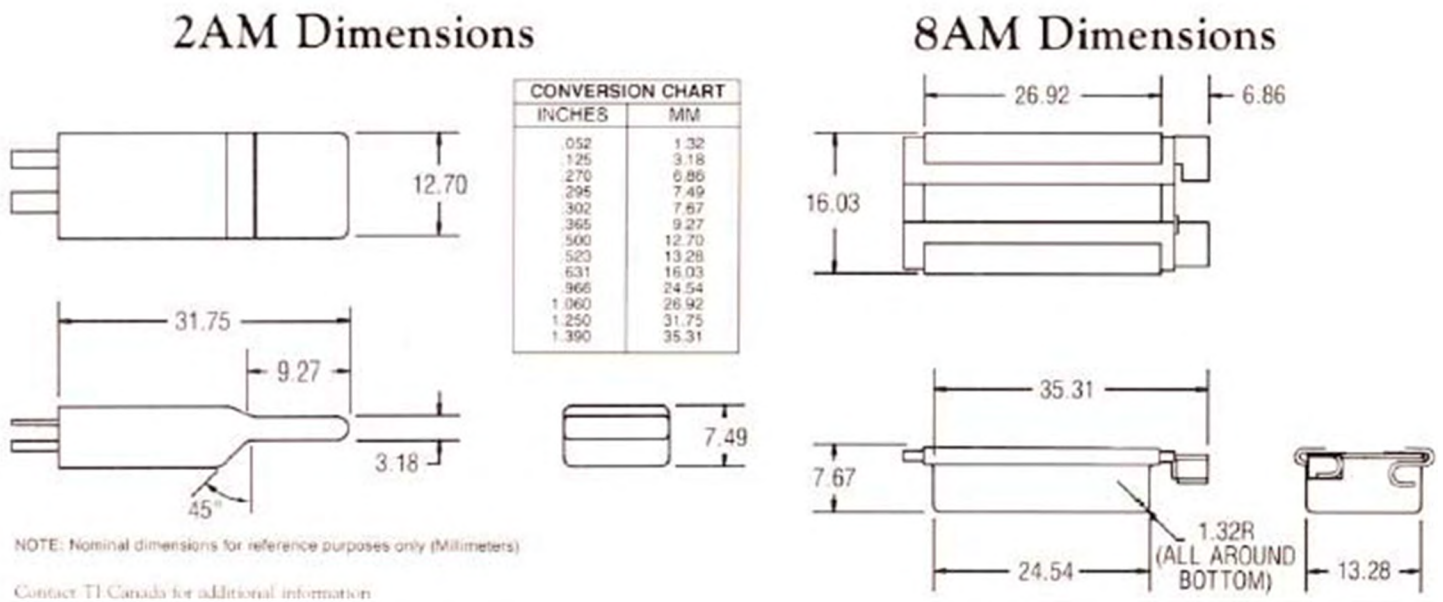 2AM Dimensions
8AM Dimensions
CONVERSION CHART
INCHES MM
.052 1.32
.125 3.18
.270 6.86
.295 7.49
.302 7.67
.365 9.27
.500 12.70
.523 13.28
.631 16.03
.966 24.54
1.060 26.92
1.250 31.75
1.390 35.31
12.70
31.75
9.27
3.18
45°
7.49
26.92
6.86
16.03
35.31
7.67
1.32R
(ALL AROUND
BOTTOM)
24.54
13.28
NOTE: Nominal dimensions for reference purposes only (Millimeters)
Contact TI Canada for additional information